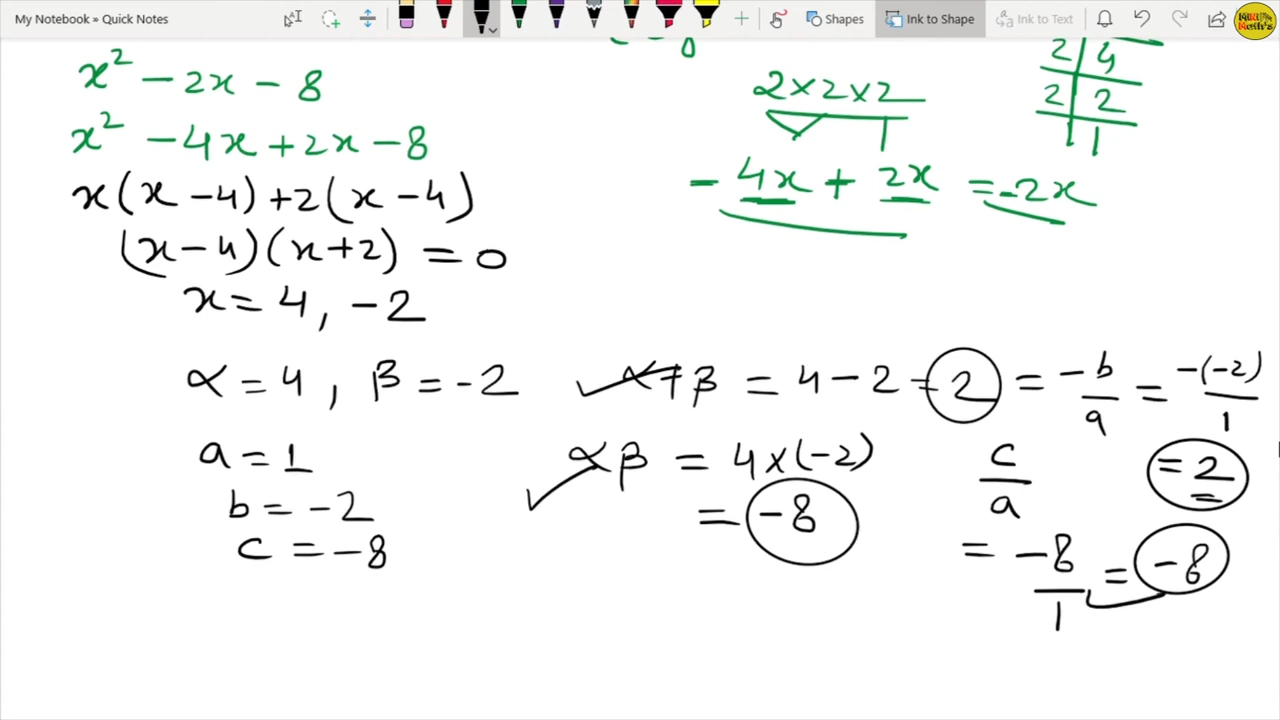 My Notebook » Quick Notes
Shapes
Ink to Shape
Ink to Text
x² - 2x - 8
x² - 4x + 2x - 8
x(x - 4) + 2(x - 4)
(x - 4)(x + 2) = 0
x = 4, -2
2 × 2 × 2
1
- 4x + 2x = -2x
2 | 4
2 | 2
| 1
α = 4, β = -2
α + β = 4 - 2 = 2 = -b/a = -(-2)/1
= 2
a = 1
b = -2
c = -8
αβ = 4 × (-2)
= -8
c/a
= -8/1 = -8